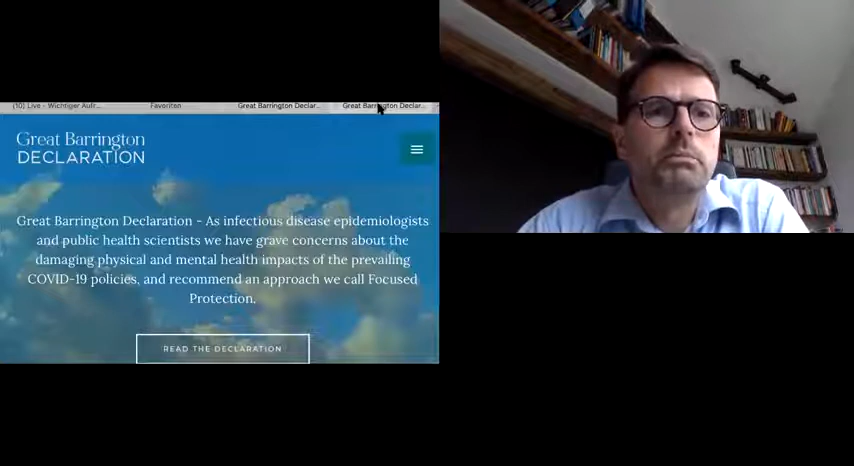 (10) Live - Wichtiger Aufr...
Favoriten
Great Barrington Declar...
Great Barrington Declar...
Great Barrington
DECLARATION
Great Barrington Declaration - As infectious disease epidemiologists
and public health scientists we have grave concerns about the
damaging physical and mental health impacts of the prevailing
COVID-19 policies, and recommend an approach we call Focused
Protection.
READ THE DECLARATION